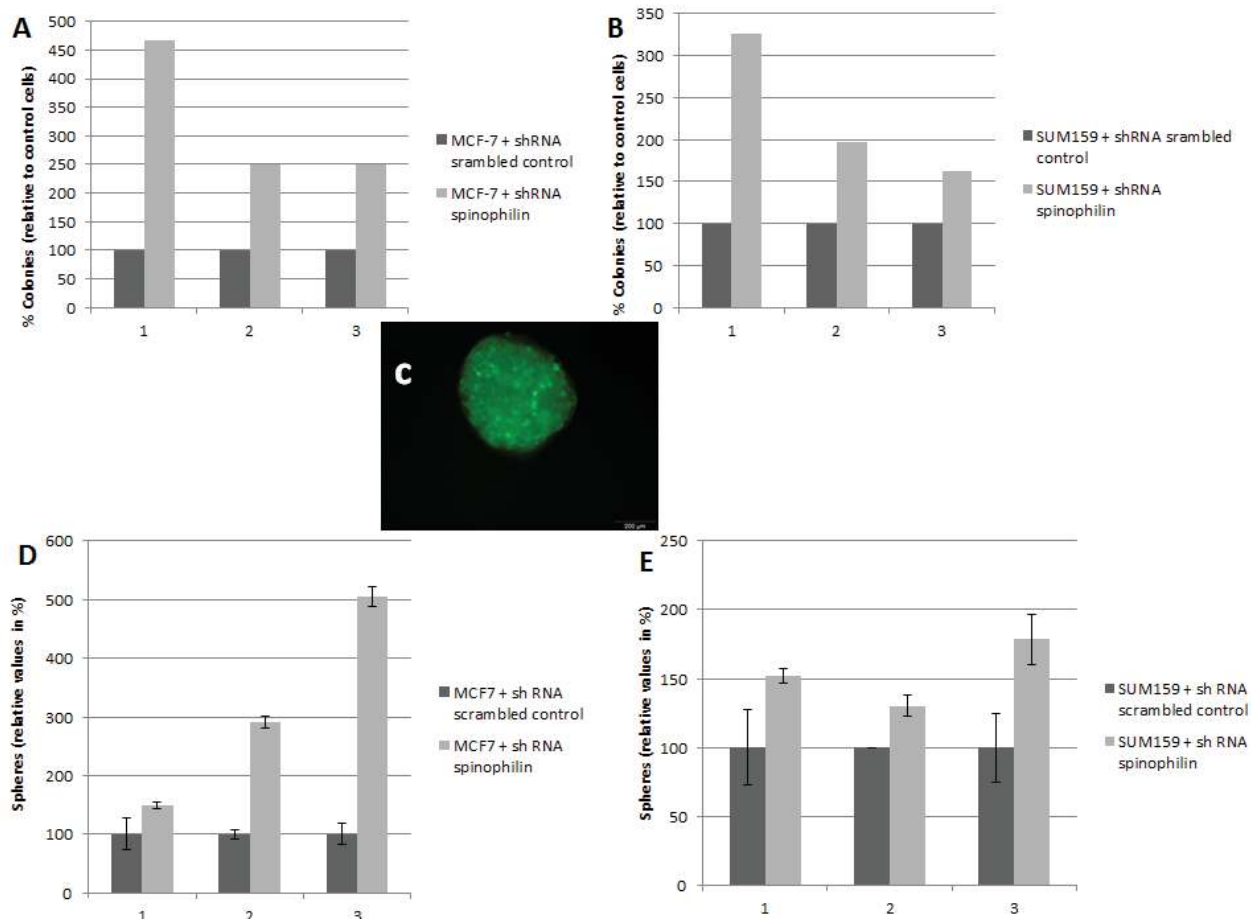 A
% Colonies (relative to control cells)
500
450
400
350
300
250
200
150
100
50
0
1 2 3
MCF-7 + shRNA
srambled control
MCF-7 + shRNA
spinophilin
B
% Colonies (relative to control cells)
350
300
250
200
150
100
50
0
1 2 3
SUM159 + shRNA srambled
control
SUM159 + shRNA
spinophilin
C
200 µm
D
Spheres (relative values in %)
600
500
400
300
200
100
0
1 2 3
MCF7 + sh RNA
scrambled control
MCF7 + sh RNA
spinophilin
E
Spheres (relative values in %)
250
200
150
100
50
0
1 2 3
SUM159 + sh RNA
scrambled control
SUM159 + sh RNA
spinophilin